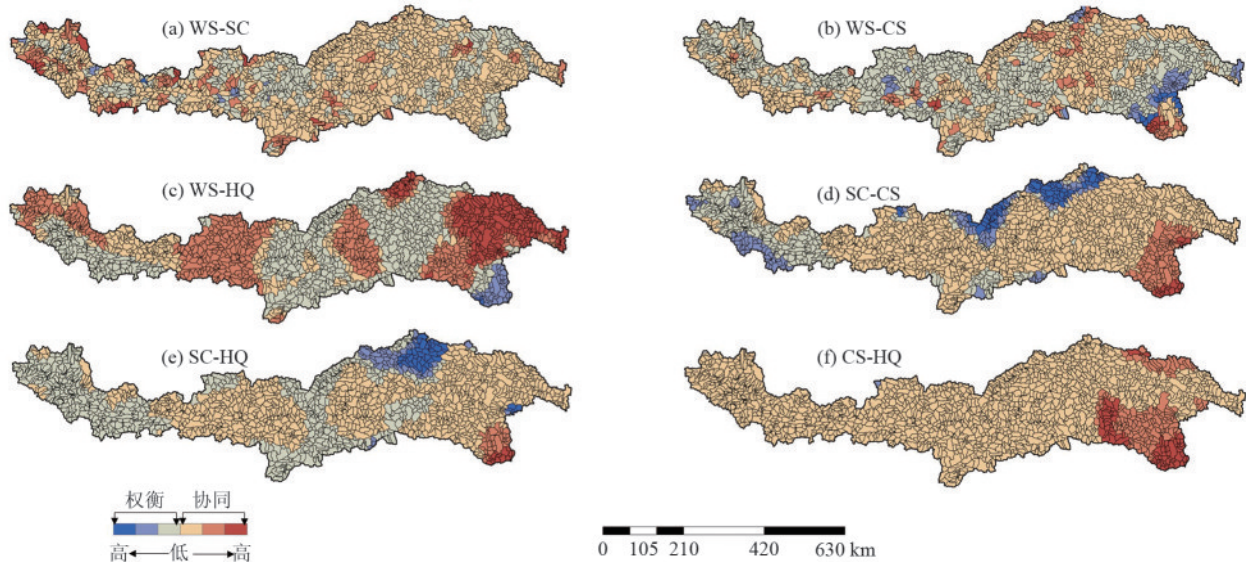 (a) WS-SC
(b) WS-CS
(c) WS-HQ
(d) SC-CS
(e) SC-HQ
(f) CS-HQ
权衡 协同
高 低 高
0 105 210 420 630 km